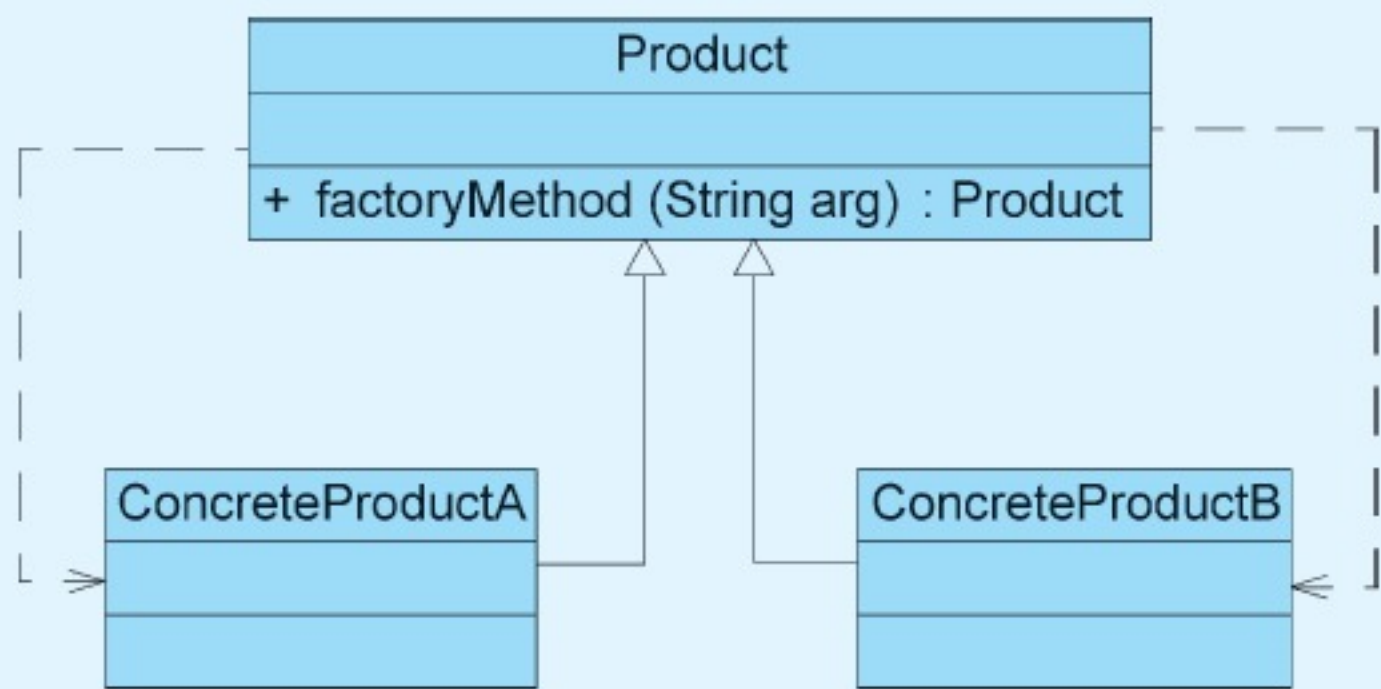 Product
+ factoryMethod (String arg) : Product
ConcreteProductA
ConcreteProductB